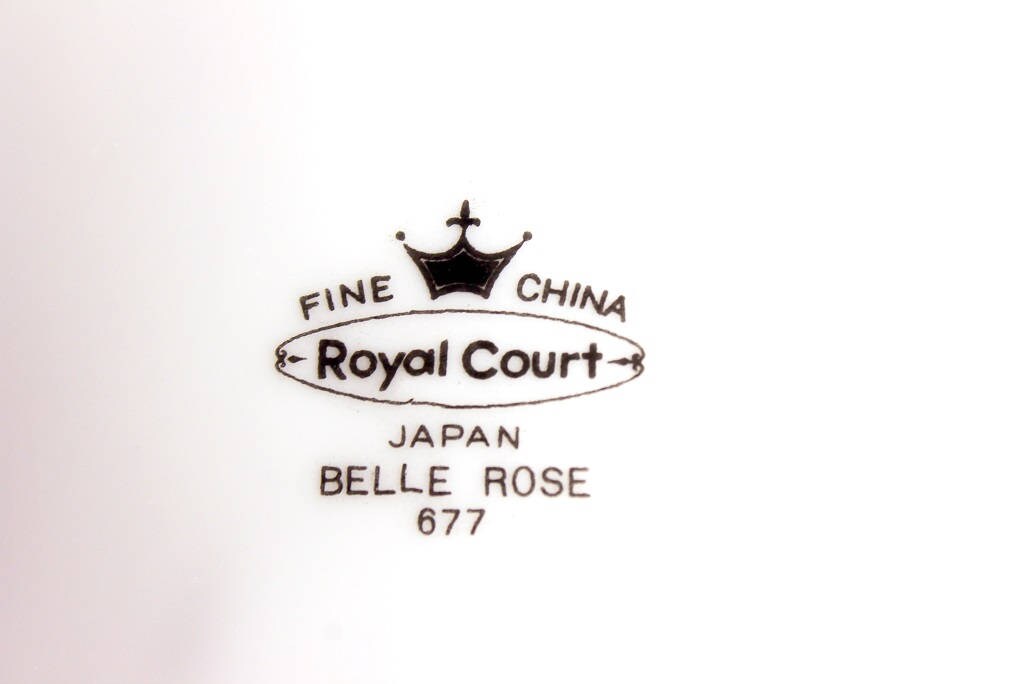 FINE CHINA
Royal Court
JAPAN
BELLE ROSE
677